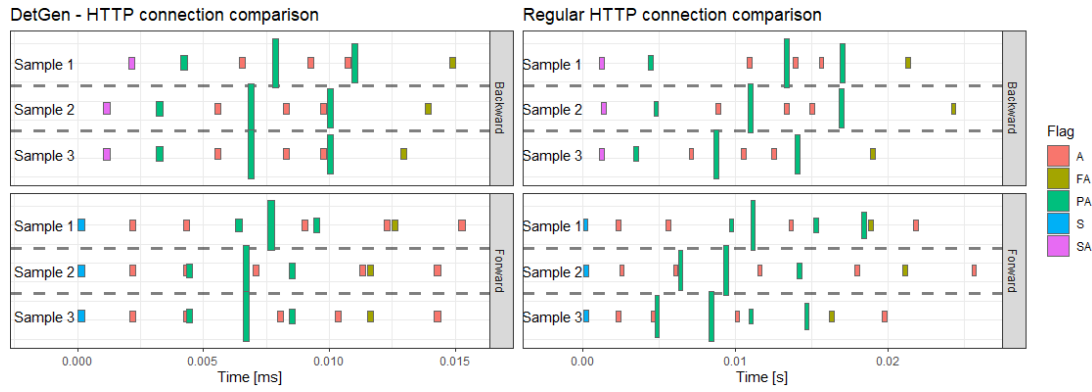 DetGen - HTTP connection comparison
Sample 1
Sample 2
Sample 3
Backward
Sample 1
Sample 2
Sample 3
Forward
0.000 0.005 0.010 0.015
Time [ms]
Regular HTTP connection comparison
Sample 1
Sample 2
Sample 3
Backward
Sample 1
Sample 2
Sample 3
Forward
0.00 0.01 0.02
Time [s]
Flag
A
FA
PA
S
SA